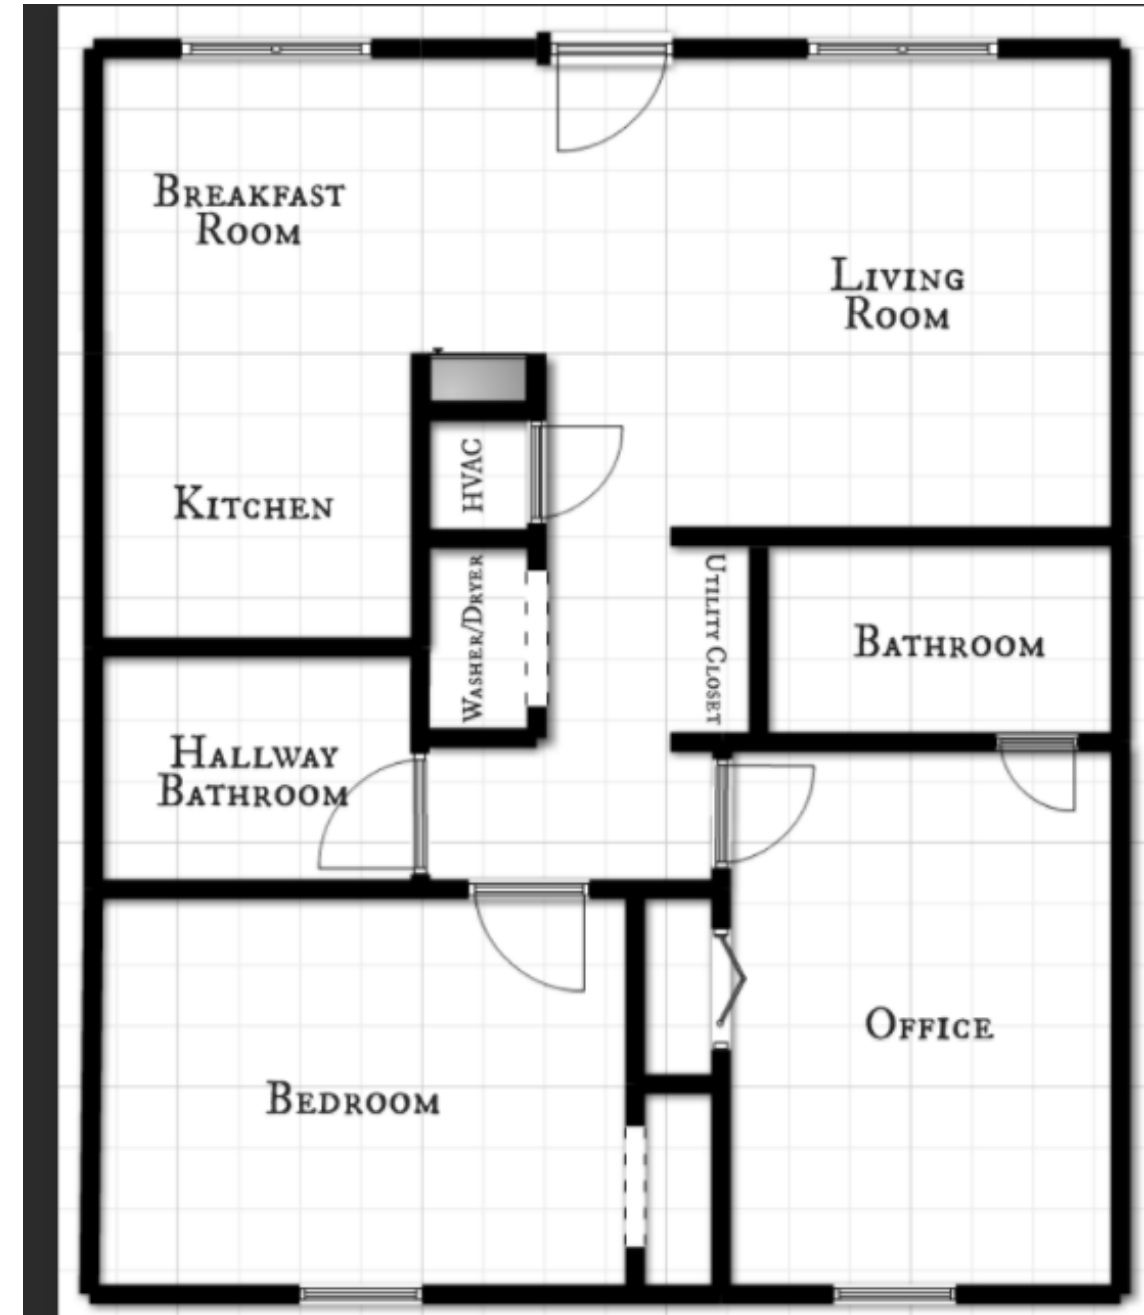 Breakfast
Room
Living
Room
HVAC
Kitchen
Washer/Dryer
Utility Closet
Bathroom
Hallway
Bathroom
Office
Bedroom